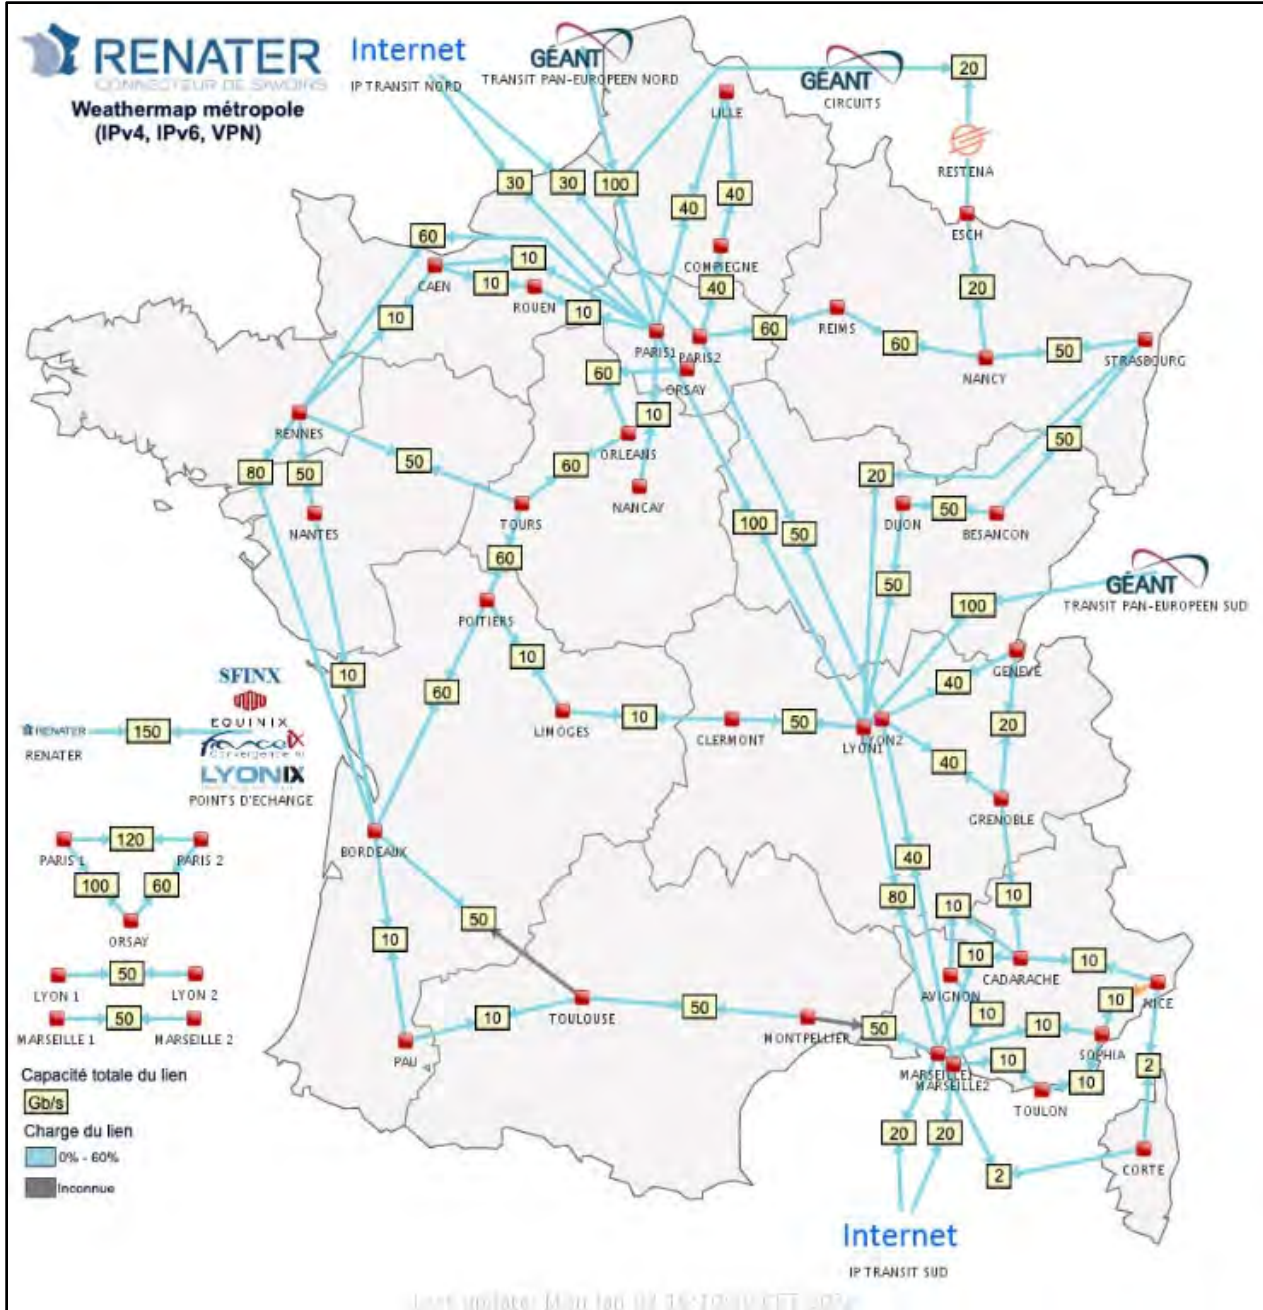 RENATER
CONNECTEUR DE SAVOIRS
Weathermap métropole
(IPv4, IPv6, VPN)
Internet
IP TRANSIT NORD
GÉANT
TRANSIT PAN-EUROPEEN NORD
GÉANT
CIRCUITS
20
LILLE
RESTENA
30
30
100
40
40
ESCH
60
10
COMPIEGNE
CAEN
10
ROUEN
40
20
10
10
PARIS1
PARIS2
60
REIMS
60
NANCY
50
STRASBOURG
60
ORSAY
10
RENNES
ORLEANS
50
80
50
50
60
20
NANTES
TOURS
NANCAY
100
50
DIJON
50
BESANCON
60
50
GÉANT
TRANSIT PAN-EUROPEEN SUD
100
POITIERS
10
GENEVE
SFINX
10
60
40
EQUINIX
RENATER
RENATER
150
FranceIX
LYONIX
POINTS D'ECHANGE
LIMOGES
10
CLERMONT
50
LYON1
LYON2
20
40
GRENOBLE
PARIS 1
120
PARIS 2
BORDEAUX
100
60
40
80
10
10
ORSAY
50
10
10
CADARACHE
10
LYON 1
50
LYON 2
AVIGNON
10
NICE
MARSEILLE 1
50
MARSEILLE 2
10
TOULOUSE
50
MONTPELLIER
50
10
10
SOPHIA
PAU
MARSEILLE1
MARSEILLE2
10
10
2
TOULON
Capacité totale du lien
Gb/s
Charge du lien
0% - 60%
Inconnue
20
20
2
CORTE
Internet
IP TRANSIT SUD